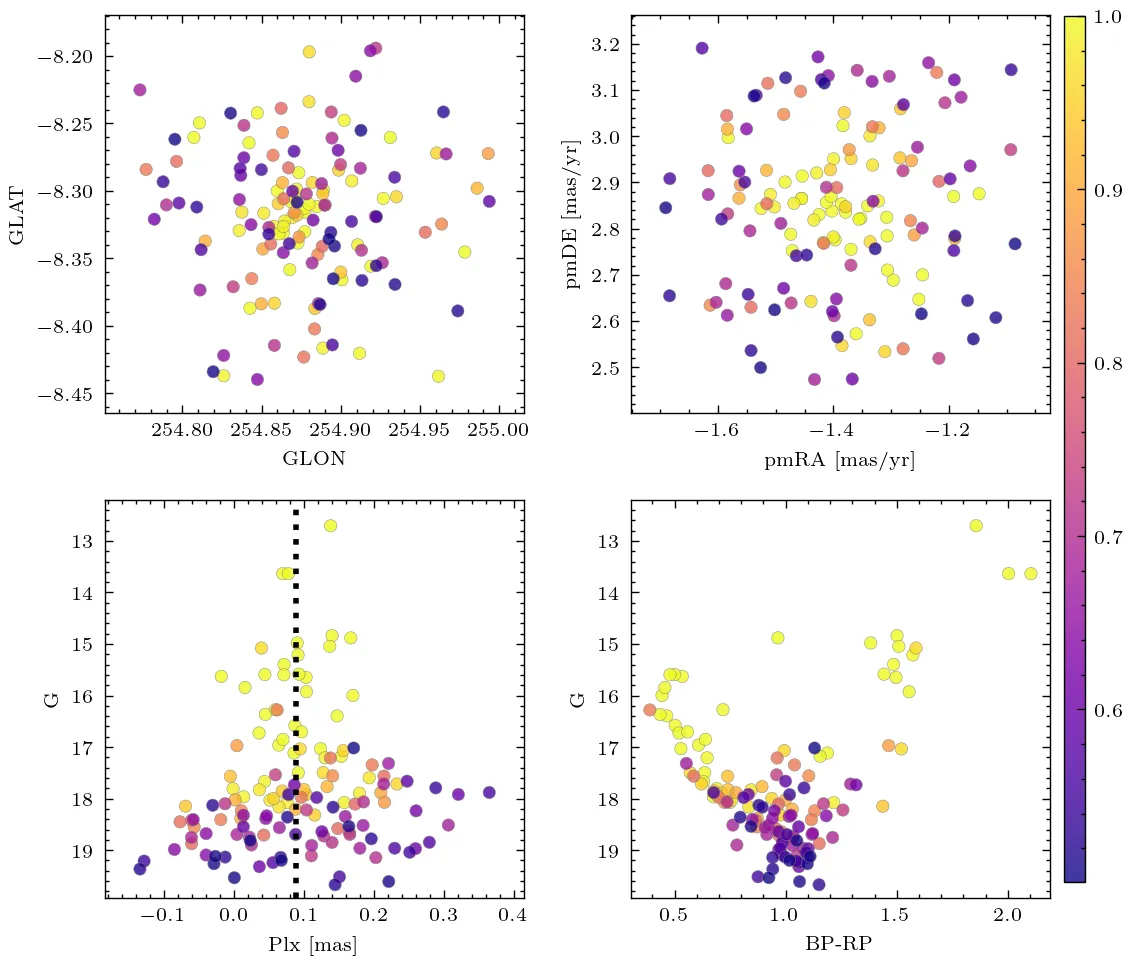 −8.20
−8.25
−8.30
−8.35
−8.40
−8.45
GLAT
254.80 254.85 254.90 254.95 255.00
GLON
3.2
3.1
3.0
2.9
2.8
2.7
2.6
2.5
pmDE [mas/yr]
−1.6 −1.4 −1.2
pmRA [mas/yr]
1.0
0.9
0.8
0.7
0.6
13
14
15
16
17
18
19
G
−0.1 0.0 0.1 0.2 0.3 0.4
Plx [mas]
13
14
15
16
17
18
19
G
0.5 1.0 1.5 2.0
BP-RP